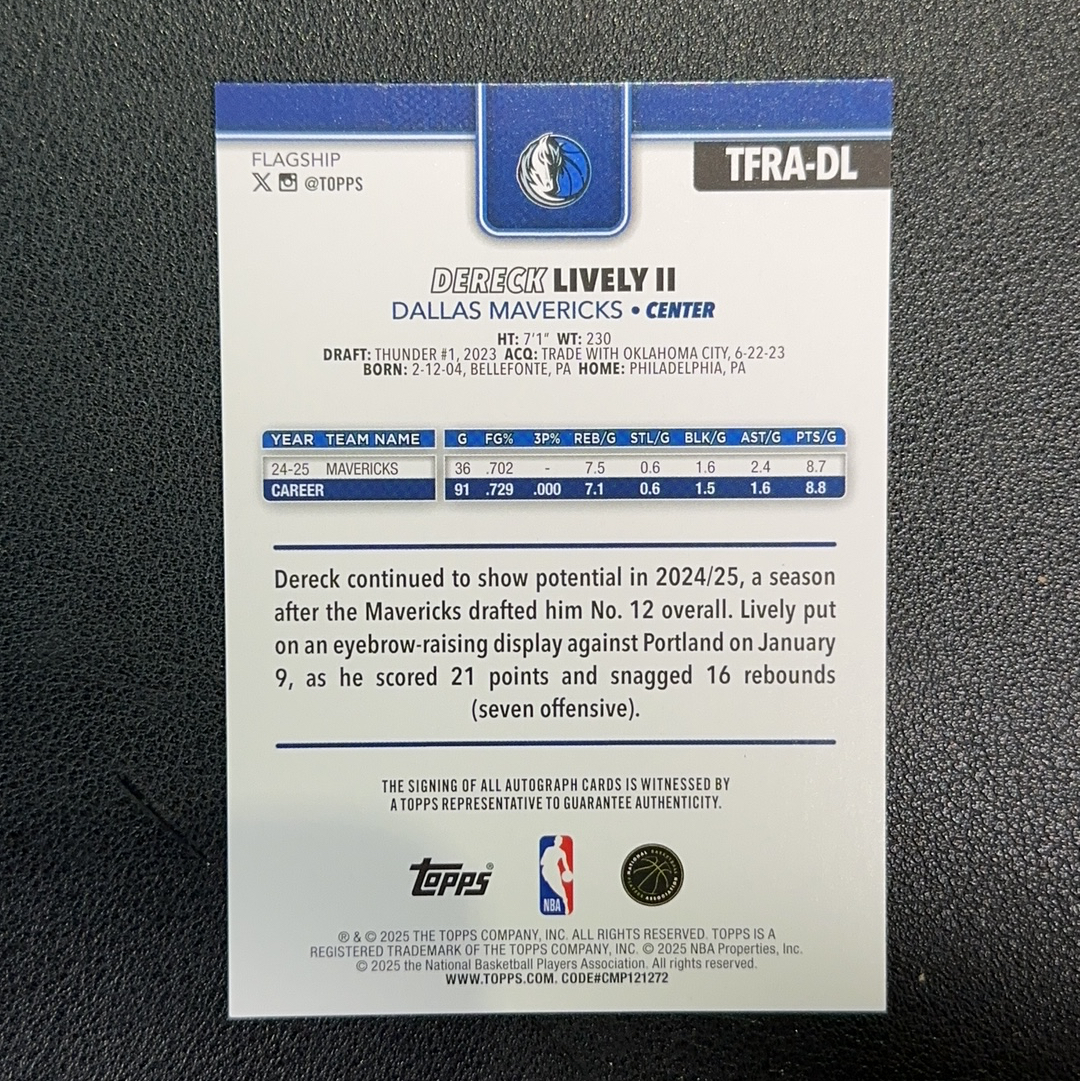 FLAGSHIP
TFRA-DL
@TOPPS
DERECK LIVELY II
DALLAS MAVERICKS • CENTER
HT: 7'1" WT: 230
DRAFT: THUNDER #1, 2023 ACQ: TRADE WITH OKLAHOMA CITY, 6-22-23
BORN: 2-12-04, BELLEFONTE, PA HOME: PHILADELPHIA, PA
YEAR TEAM NAME G FG% 3P% REB/G STL/G BLK/G AST/G PTS/G
24-25 MAVERICKS 36 .702 - 7.5 0.6 1.6 2.4 8.7
CAREER 91 .729 .000 7.1 0.6 1.5 1.6 8.8
Dereck continued to show potential in 2024/25, a season
after the Mavericks drafted him No. 12 overall. Lively put
on an eyebrow-raising display against Portland on January
9, as he scored 21 points and snagged 16 rebounds
(seven offensive).
THE SIGNING OF ALL AUTOGRAPH CARDS IS WITNESSED BY
A TOPPS REPRESENTATIVE TO GUARANTEE AUTHENTICITY.
Topps®
NBA
NATIONAL BASKETBALL PLAYERS ASSOCIATION
® & © 2025 THE TOPPS COMPANY, INC. ALL RIGHTS RESERVED. TOPPS IS A
REGISTERED TRADEMARK OF THE TOPPS COMPANY, INC. © 2025 NBA Properties, Inc.
© 2025 the National Basketball Players Association. All rights reserved.
WWW.TOPPS.COM. CODE#CMP121272